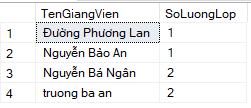 TenGiangVien SoLuongLop
1 Đường Phương Lan 1
2 Nguyễn Bảo An 1
3 Nguyễn Bá Ngân 2
4 truong ba an 2